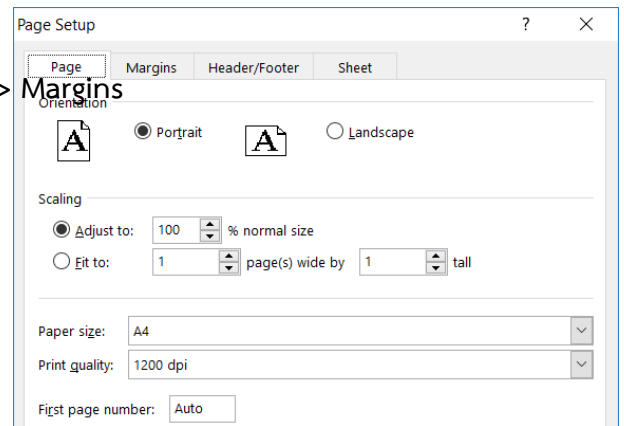 Page Setup ? ×
Page Margins Header/Footer Sheet
> Margins
Orientation
A Portrait A Landscape
Scaling
Adjust to: 100 % normal size
Fit to: 1 page(s) wide by 1 tall
Paper size: A4
Print quality: 1200 dpi
First page number: Auto